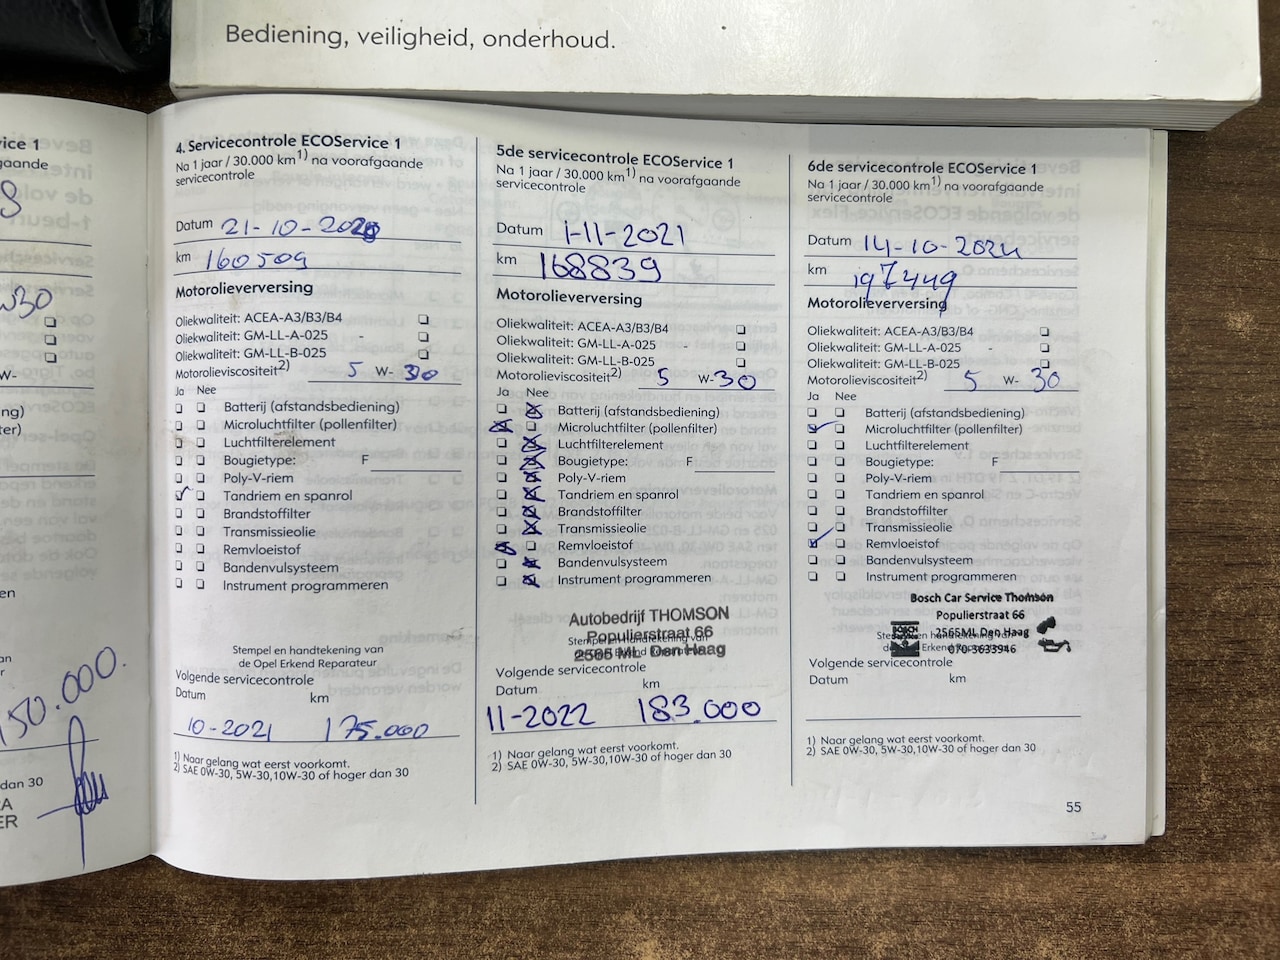 Bediening, veiligheid, onderhoud.
4. Servicecontrole ECOService 1
Na 1 jaar / 30.000 km1) na voorafgaande
servicecontrole
Datum 21-10-2020
km 160509
Motorolieverversing
Oliekwaliteit: ACEA-A3/B3/B4
Oliekwaliteit: GM-LL-A-025 -
Oliekwaliteit: GM-LL-B-025
Motorolieviscositeit2) 5 W- 30
Ja Nee
Batterij (afstandsbediening)
Microluchtfilter (pollenfilter)
Luchtfilterelement
Bougietype: F
Poly-V-riem
Tandriem en spanrol
Brandstoffilter
Transmissieolie
Remvloeistof
Bandenvulsysteem
Instrument programmeren
Stempel en handtekening van
de Opel Erkend Reparateur
Volgende servicecontrole
Datum km
10-2021 175.000
1) Naar gelang wat eerst voorkomt.
2) SAE 0W-30, 5W-30,10W-30 of hoger dan 30
5de servicecontrole ECOService 1
Na 1 jaar / 30.000 km1) na voorafgaande
servicecontrole
Datum 1-11-2021
km 168839
Motorolieverversing
Oliekwaliteit: ACEA-A3/B3/B4
Oliekwaliteit: GM-LL-A-025 -
Oliekwaliteit: GM-LL-B-025
Motorolieviscositeit2) 5 W-30
Ja Nee
Batterij (afstandsbediening)
Microluchtfilter (pollenfilter)
Luchtfilterelement
Bougietype: F
Poly-V-riem
Tandriem en spanrol
Brandstoffilter
Transmissieolie
Remvloeistof
Bandenvulsysteem
Instrument programmeren
Autobedrijf THOMSON
Populierstraat 66
Stempel en handtekening van
2565 ML Den Haag
Volgende servicecontrole
Datum km
11-2022 183.000
1) Naar gelang wat eerst voorkomt.
2) SAE 0W-30, 5W-30,10W-30 of hoger dan 30
6de servicecontrole ECOService 1
Na 1 jaar / 30.000 km1) na voorafgaande
servicecontrole
Datum 14-10-2024
km 197449
Motorolieverversing
Oliekwaliteit: ACEA-A3/B3/B4
Oliekwaliteit: GM-LL-A-025 -
Oliekwaliteit: GM-LL-B-025
Motorolieviscositeit2) 5 W- 30
Ja Nee
Batterij (afstandsbediening)
Microluchtfilter (pollenfilter)
Luchtfilterelement
Bougietype: F
Poly-V-riem
Tandriem en spanrol
Brandstoffilter
Transmissieolie
Remvloeistof
Bandenvulsysteem
Instrument programmeren
Bosch Car Service Thomson
Populierstraat 66
2565ML Den Haag
070-3633946
Volgende servicecontrole
Datum km
1) Naar gelang wat eerst voorkomt.
2) SAE 0W-30, 5W-30,10W-30 of hoger dan 30
55